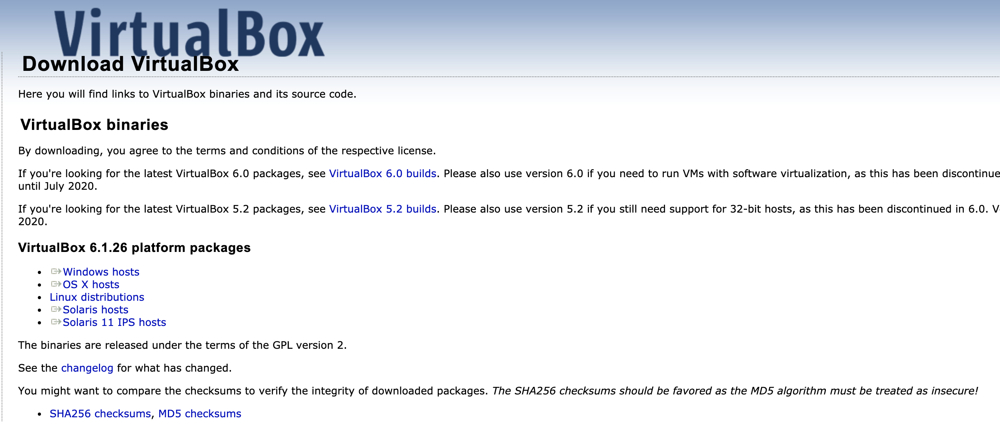 VirtualBox
Download VirtualBox
Here you will find links to VirtualBox binaries and its source code.
VirtualBox binaries
By downloading, you agree to the terms and conditions of the respective license.
If you're looking for the latest VirtualBox 6.0 packages, see VirtualBox 6.0 builds. Please also use version 6.0 if you need to run VMs with software virtualization, as this has been discontinue
until July 2020.
If you're looking for the latest VirtualBox 5.2 packages, see VirtualBox 5.2 builds. Please also use version 5.2 if you still need support for 32-bit hosts, as this has been discontinued in 6.0.
2020.
VirtualBox 6.1.26 platform packages
• Windows hosts
• OS X hosts
• Linux distributions
• Solaris hosts
• Solaris 11 IPS hosts
The binaries are released under the terms of the GPL version 2.
See the changelog for what has changed.
You might want to compare the checksums to verify the integrity of downloaded packages. The SHA256 checksums should be favored as the MD5 algorithm must be treated as insecure!
• SHA256 checksums, MD5 checksums